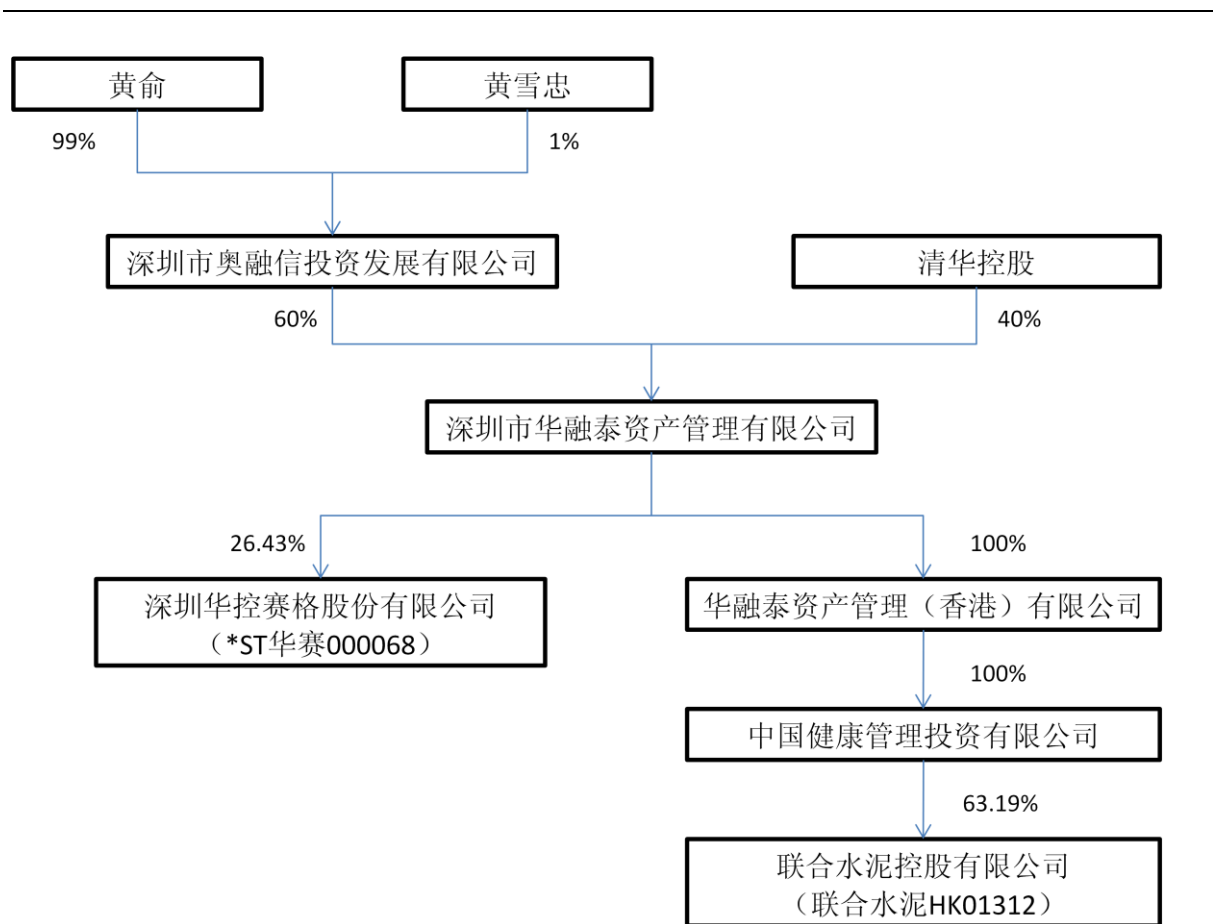 黄俞
黄雪忠
99%
1%
深圳市奥融信投资发展有限公司
清华控股
60%
40%
深圳市华融泰资产管理有限公司
26.43%
100%
深圳华控赛格股份有限公司
（*ST华赛000068）
华融泰资产管理（香港）有限公司
100%
中国健康管理投资有限公司
63.19%
联合水泥控股有限公司
（联合水泥HK01312）